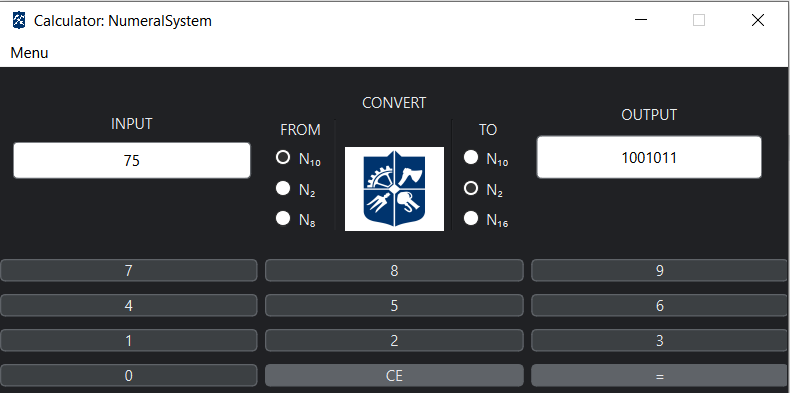 Calculator: NumeralSystem
Menu
CONVERT
INPUT
OUTPUT
FROM
TO
75
1001011
N₁₀
N₂
N₈
N₁₀
N₂
N₁₆
7 8 9
4 5 6
1 2 3
0 CE =